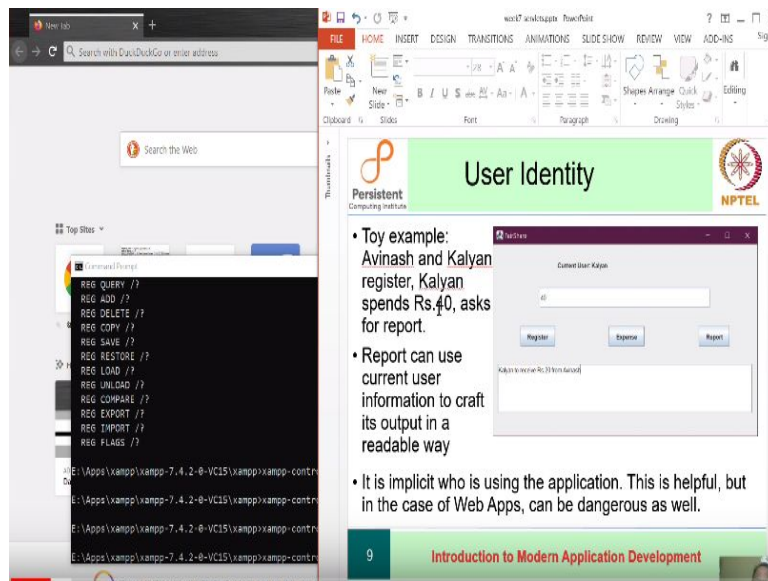 New Tab
Search with DuckDuckGo or enter address
Search the Web
Top Sites
Command Prompt
REG QUERY /?
REG ADD /?
REG DELETE /?
REG COPY /?
REG SAVE /?
REG RESTORE /?
REG LOAD /?
REG UNLOAD /?
REG COMPARE /?
REG EXPORT /?
REG IMPORT /?
REG FLAGS /?
E:\Apps\xampp\xampp-7.4.2-0-VC15\xampp>xampp-contr
E:\Apps\xampp\xampp-7.4.2-0-VC15\xampp>xampp-contr
E:\Apps\xampp\xampp-7.4.2-0-VC15\xampp>xampp-contr
E:\Apps\xampp\xampp-7.4.2-0-VC15\xampp>xampp-contr
week7 servlets.pptx - PowerPoint
FILE HOME INSERT DESIGN TRANSITIONS ANIMATIONS SLIDE SHOW REVIEW VIEW ADD-INS Sig
Paste New Slide Shapes Arrange Quick Styles Editing
Clipboard Slides Font Paragraph Drawing
Thumbnails
Persistent
Computing Institute
User Identity
NPTEL
• Toy example:
Avinash and Kalyan
register, Kalyan
spends Rs.40, asks
for report.
• Report can use
current user
information to craft
its output in a
readable way
FairShare
Current User: Kalyan
40
Register Expense Report
Kalyan to receive Rs.20 from Avinash
• It is implicit who is using the application. This is helpful, but
in the case of Web Apps, can be dangerous as well.
9 Introduction to Modern Application Development